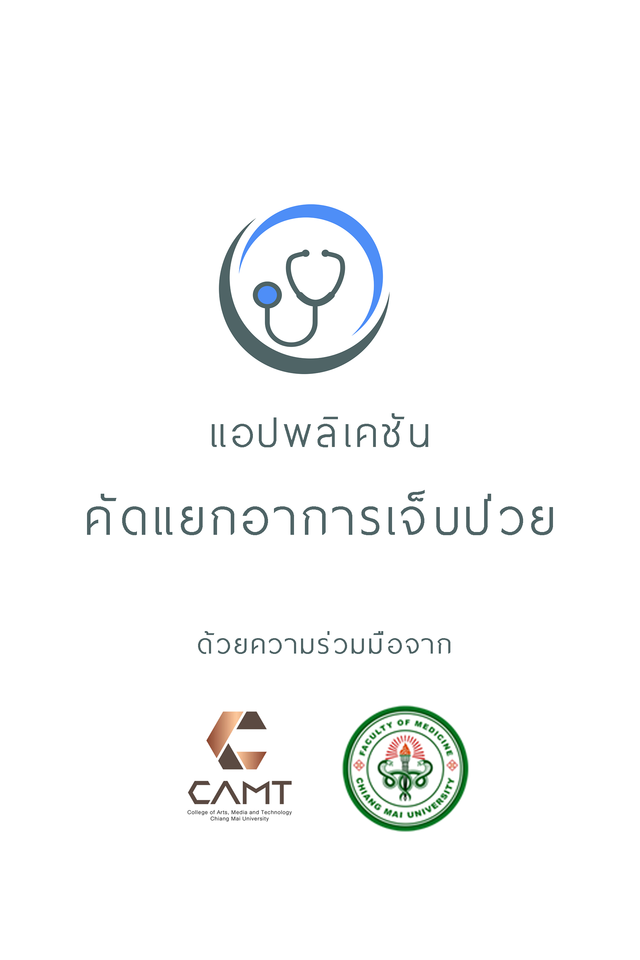 แอปพลิเคชัน
คัดแยกอาการเจ็บป่วย
ด้วยความร่วมมือจาก
CAMT
College of Arts, Media and Technology
Chiang Mai University
FACULTY OF MEDICINE
CHIANG MAI UNIVERSITY